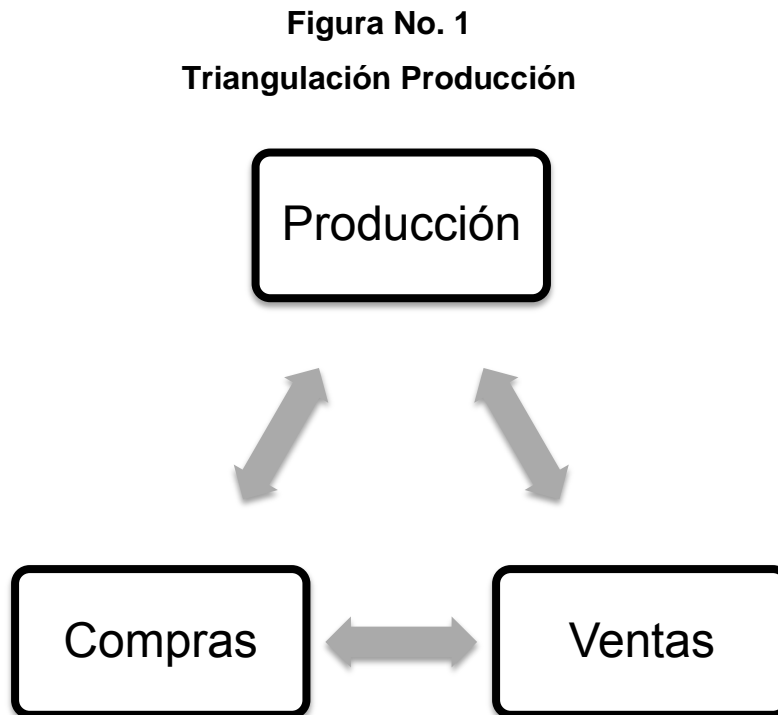 Figura No. 1
Triangulación Producción
Producción
Compras
Ventas